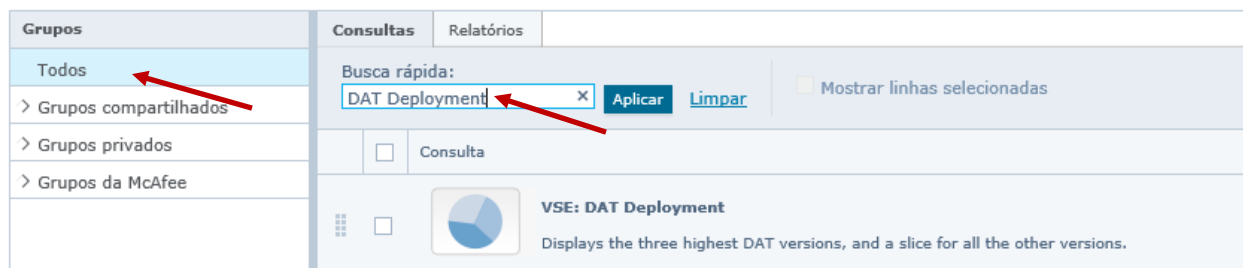 Grupos
Todos
> Grupos compartilhados
> Grupos privados
> Grupos da McAfee
Consultas Relatórios
Busca rápida:
DAT Deployment × Aplicar Limpar
Mostrar linhas selecionadas
Consulta
VSE: DAT Deployment
Displays the three highest DAT versions, and a slice for all the other versions.